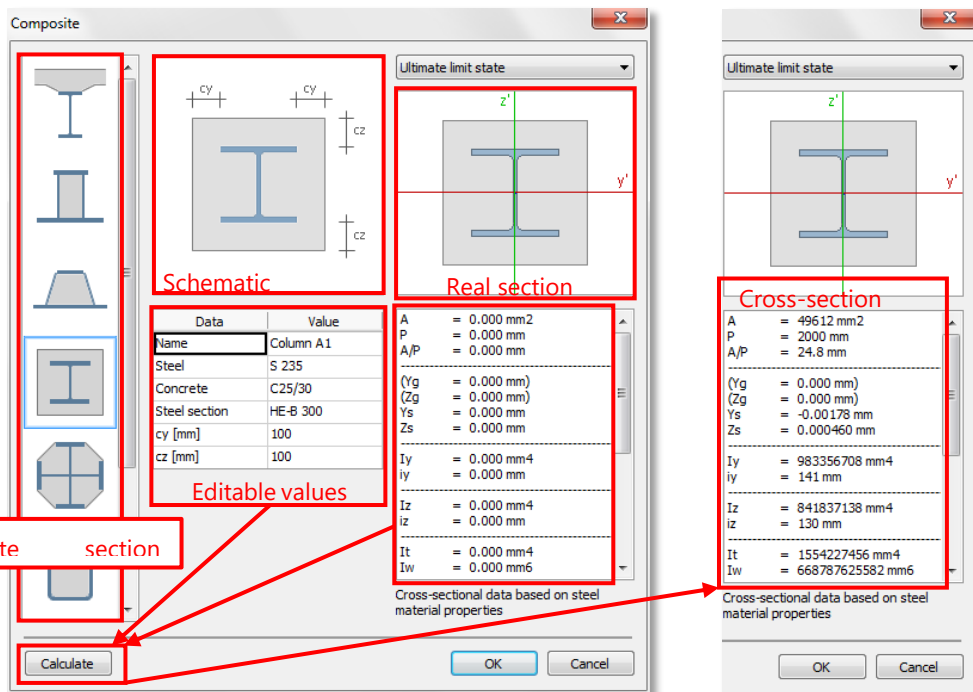 Composite
x
x
Ultimate limit state
Ultimate limit state
cy cy
cz
cz
z'
y'
z'
y'
Schematic
Real section
Cross-section
Data Value
Name Column A1
Steel S 235
Concrete C25/30
Steel section HE-B 300
cy [mm] 100
cz [mm] 100
Editable values
section
A = 0.000 mm2
P = 0.000 mm
A/P = 0.000 mm
(Yg = 0.000 mm)
(Zg = 0.000 mm)
Ys = 0.000 mm
Zs = 0.000 mm
Iy = 0.000 mm4
iy = 0.000 mm
Iz = 0.000 mm4
iz = 0.000 mm
It = 0.000 mm4
Iw = 0.000 mm6
Cross-sectional data based on steel
material properties
A = 49612 mm2
P = 2000 mm
A/P = 24.8 mm
(Yg = 0.000 mm)
(Zg = 0.000 mm)
Ys = -0.00178 mm
Zs = 0.000460 mm
Iy = 983356708 mm4
iy = 141 mm
Iz = 841837138 mm4
iz = 130 mm
It = 1554227456 mm4
Iw = 668787625582 mm6
Cross-sectional data based on steel
material properties
Calculate
OK Cancel
OK Cancel